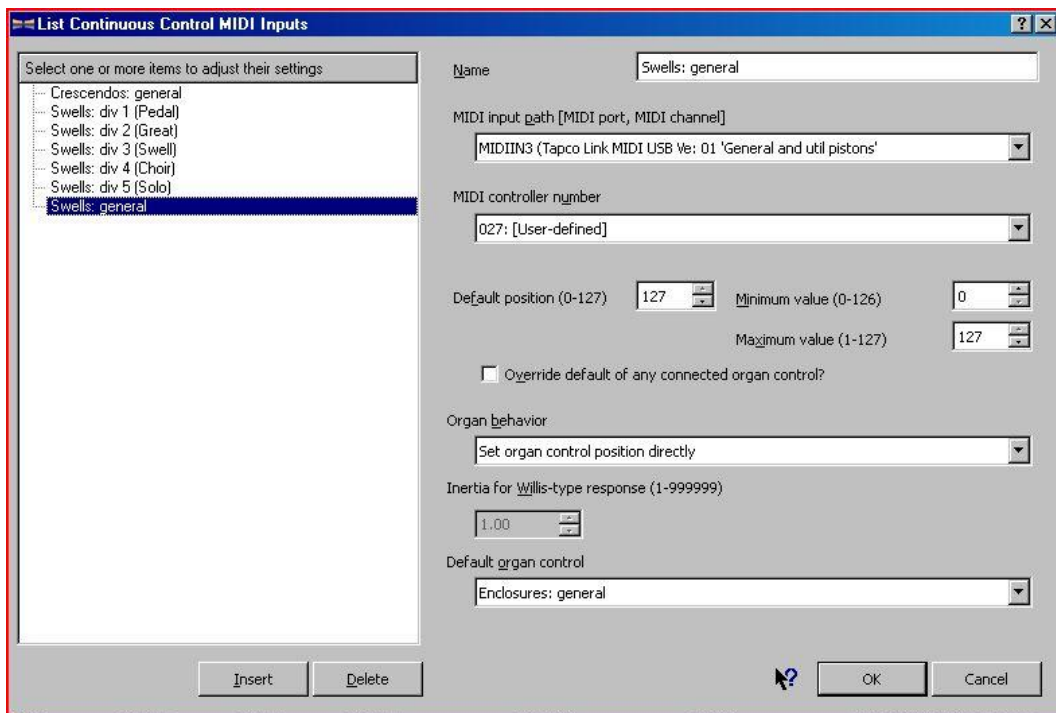 List Continuous Control MIDI Inputs
Select one or more items to adjust their settings
Crescendos: general
Swells: div 1 (Pedal)
Swells: div 2 (Great)
Swells: div 3 (Swell)
Swells: div 4 (Choir)
Swells: div 5 (Solo)
Swells: general
Insert
Delete
Name
Swells: general
MIDI input path [MIDI port, MIDI channel]
MIDIIN3 (Tapco Link MIDI USB Ve: 01 'General and util pistons'
MIDI controller number
027: [User-defined]
Default position (0-127)
127
Minimum value (0-126)
0
Maximum value (1-127)
127
Override default of any connected organ control?
Organ behavior
Set organ control position directly
Inertia for Willis-type response (1-999999)
1.00
Default organ control
Enclosures: general
?
OK
Cancel